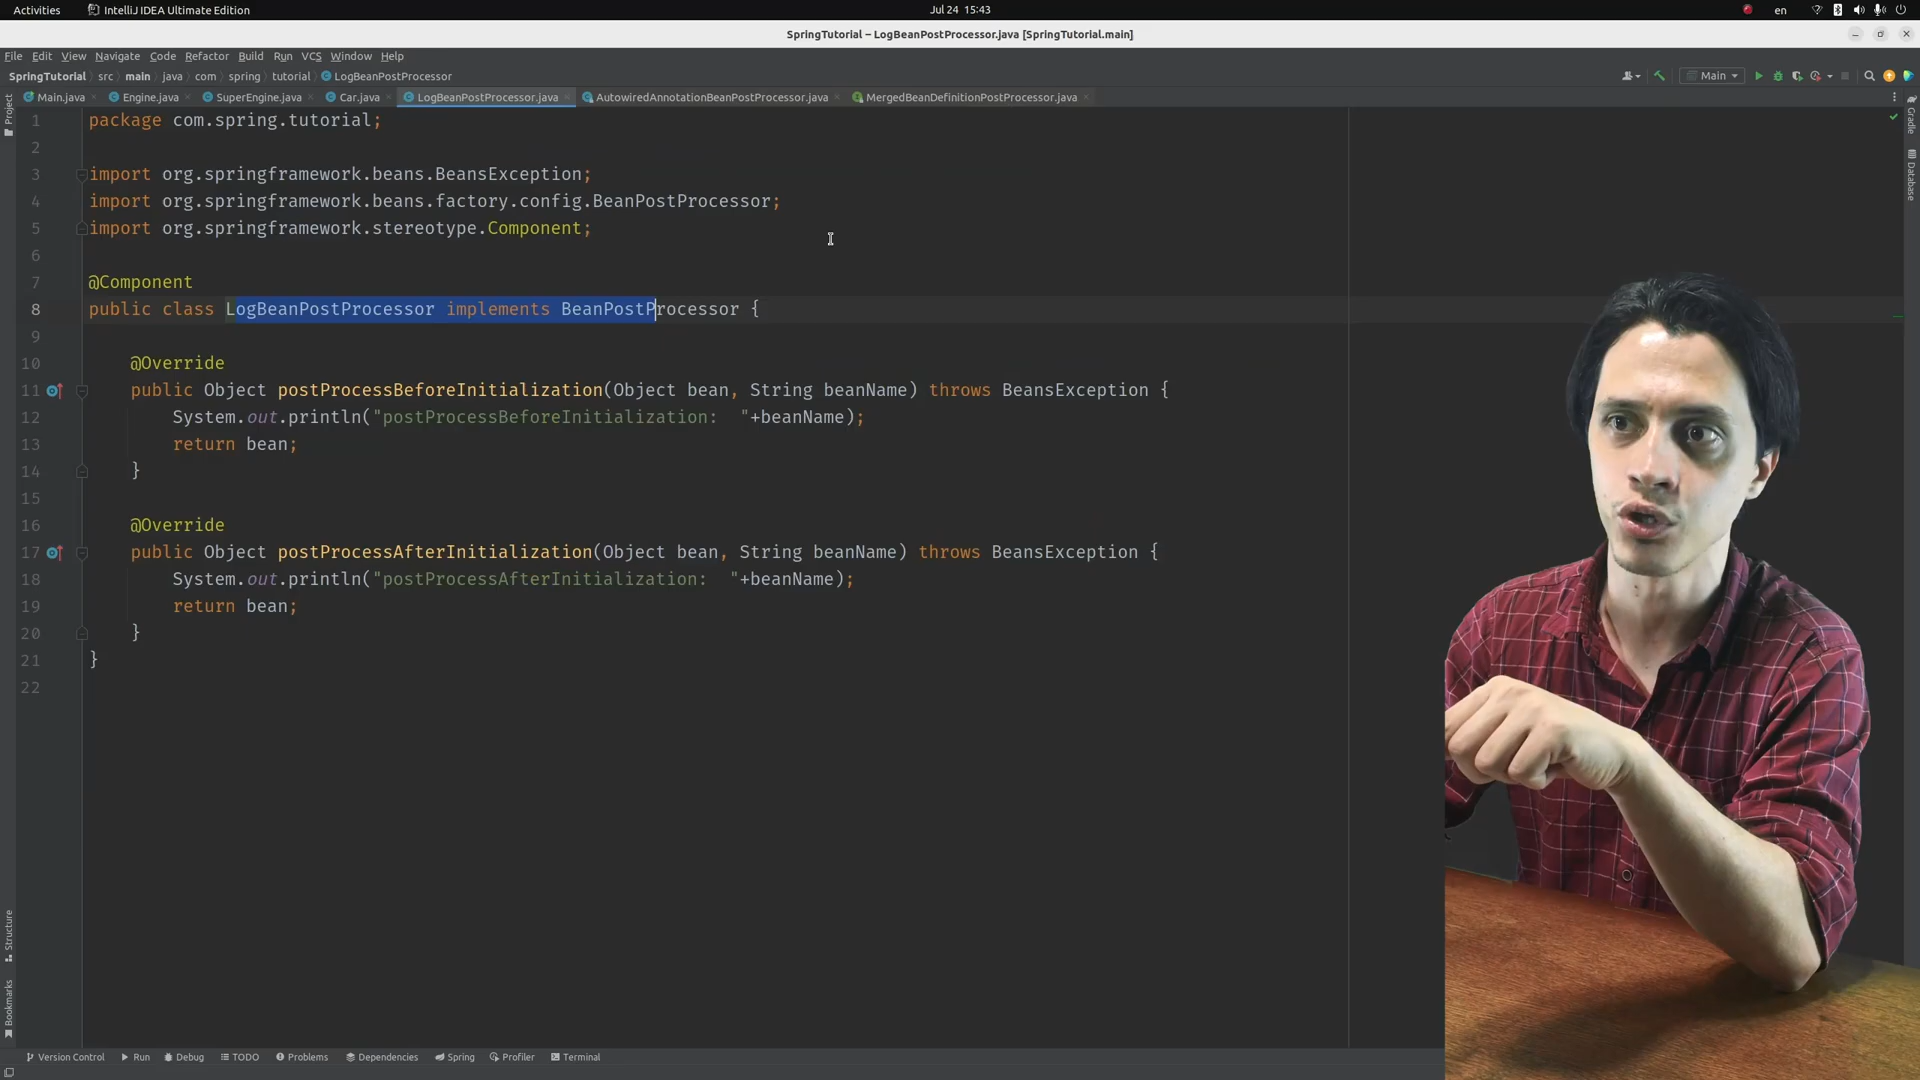 Activities IntelliJ IDEA Ultimate Edition Jul 24 15:43 en
SpringTutorial – LogBeanPostProcessor.java [SpringTutorial.main]
File Edit View Navigate Code Refactor Build Run VCS Window Help
SpringTutorial src main java com spring tutorial LogBeanPostProcessor Main
Main.java Engine.java SuperEngine.java Car.java LogBeanPostProcessor.java AutowiredAnnotationBeanPostProcessor.java MergedBeanDefinitionPostProcessor.java
Project
Gradle
Database
1 package com.spring.tutorial;
2
3 import org.springframework.beans.BeansException;
4 import org.springframework.beans.factory.config.BeanPostProcessor;
5 import org.springframework.stereotype.Component;
6
7 @Component
8 public class LogBeanPostProcessor implements BeanPostProcessor {
9
10 @Override
11 public Object postProcessBeforeInitialization(Object bean, String beanName) throws BeansException {
12 System.out.println("postProcessBeforeInitialization:  "+beanName);
13 return bean;
14 }
15
16 @Override
17 public Object postProcessAfterInitialization(Object bean, String beanName) throws BeansException {
18 System.out.println("postProcessAfterInitialization:  "+beanName);
19 return bean;
20 }
21 }
22
Structure
Bookmarks
Version Control Run Debug TODO Problems Dependencies Spring Profiler Terminal